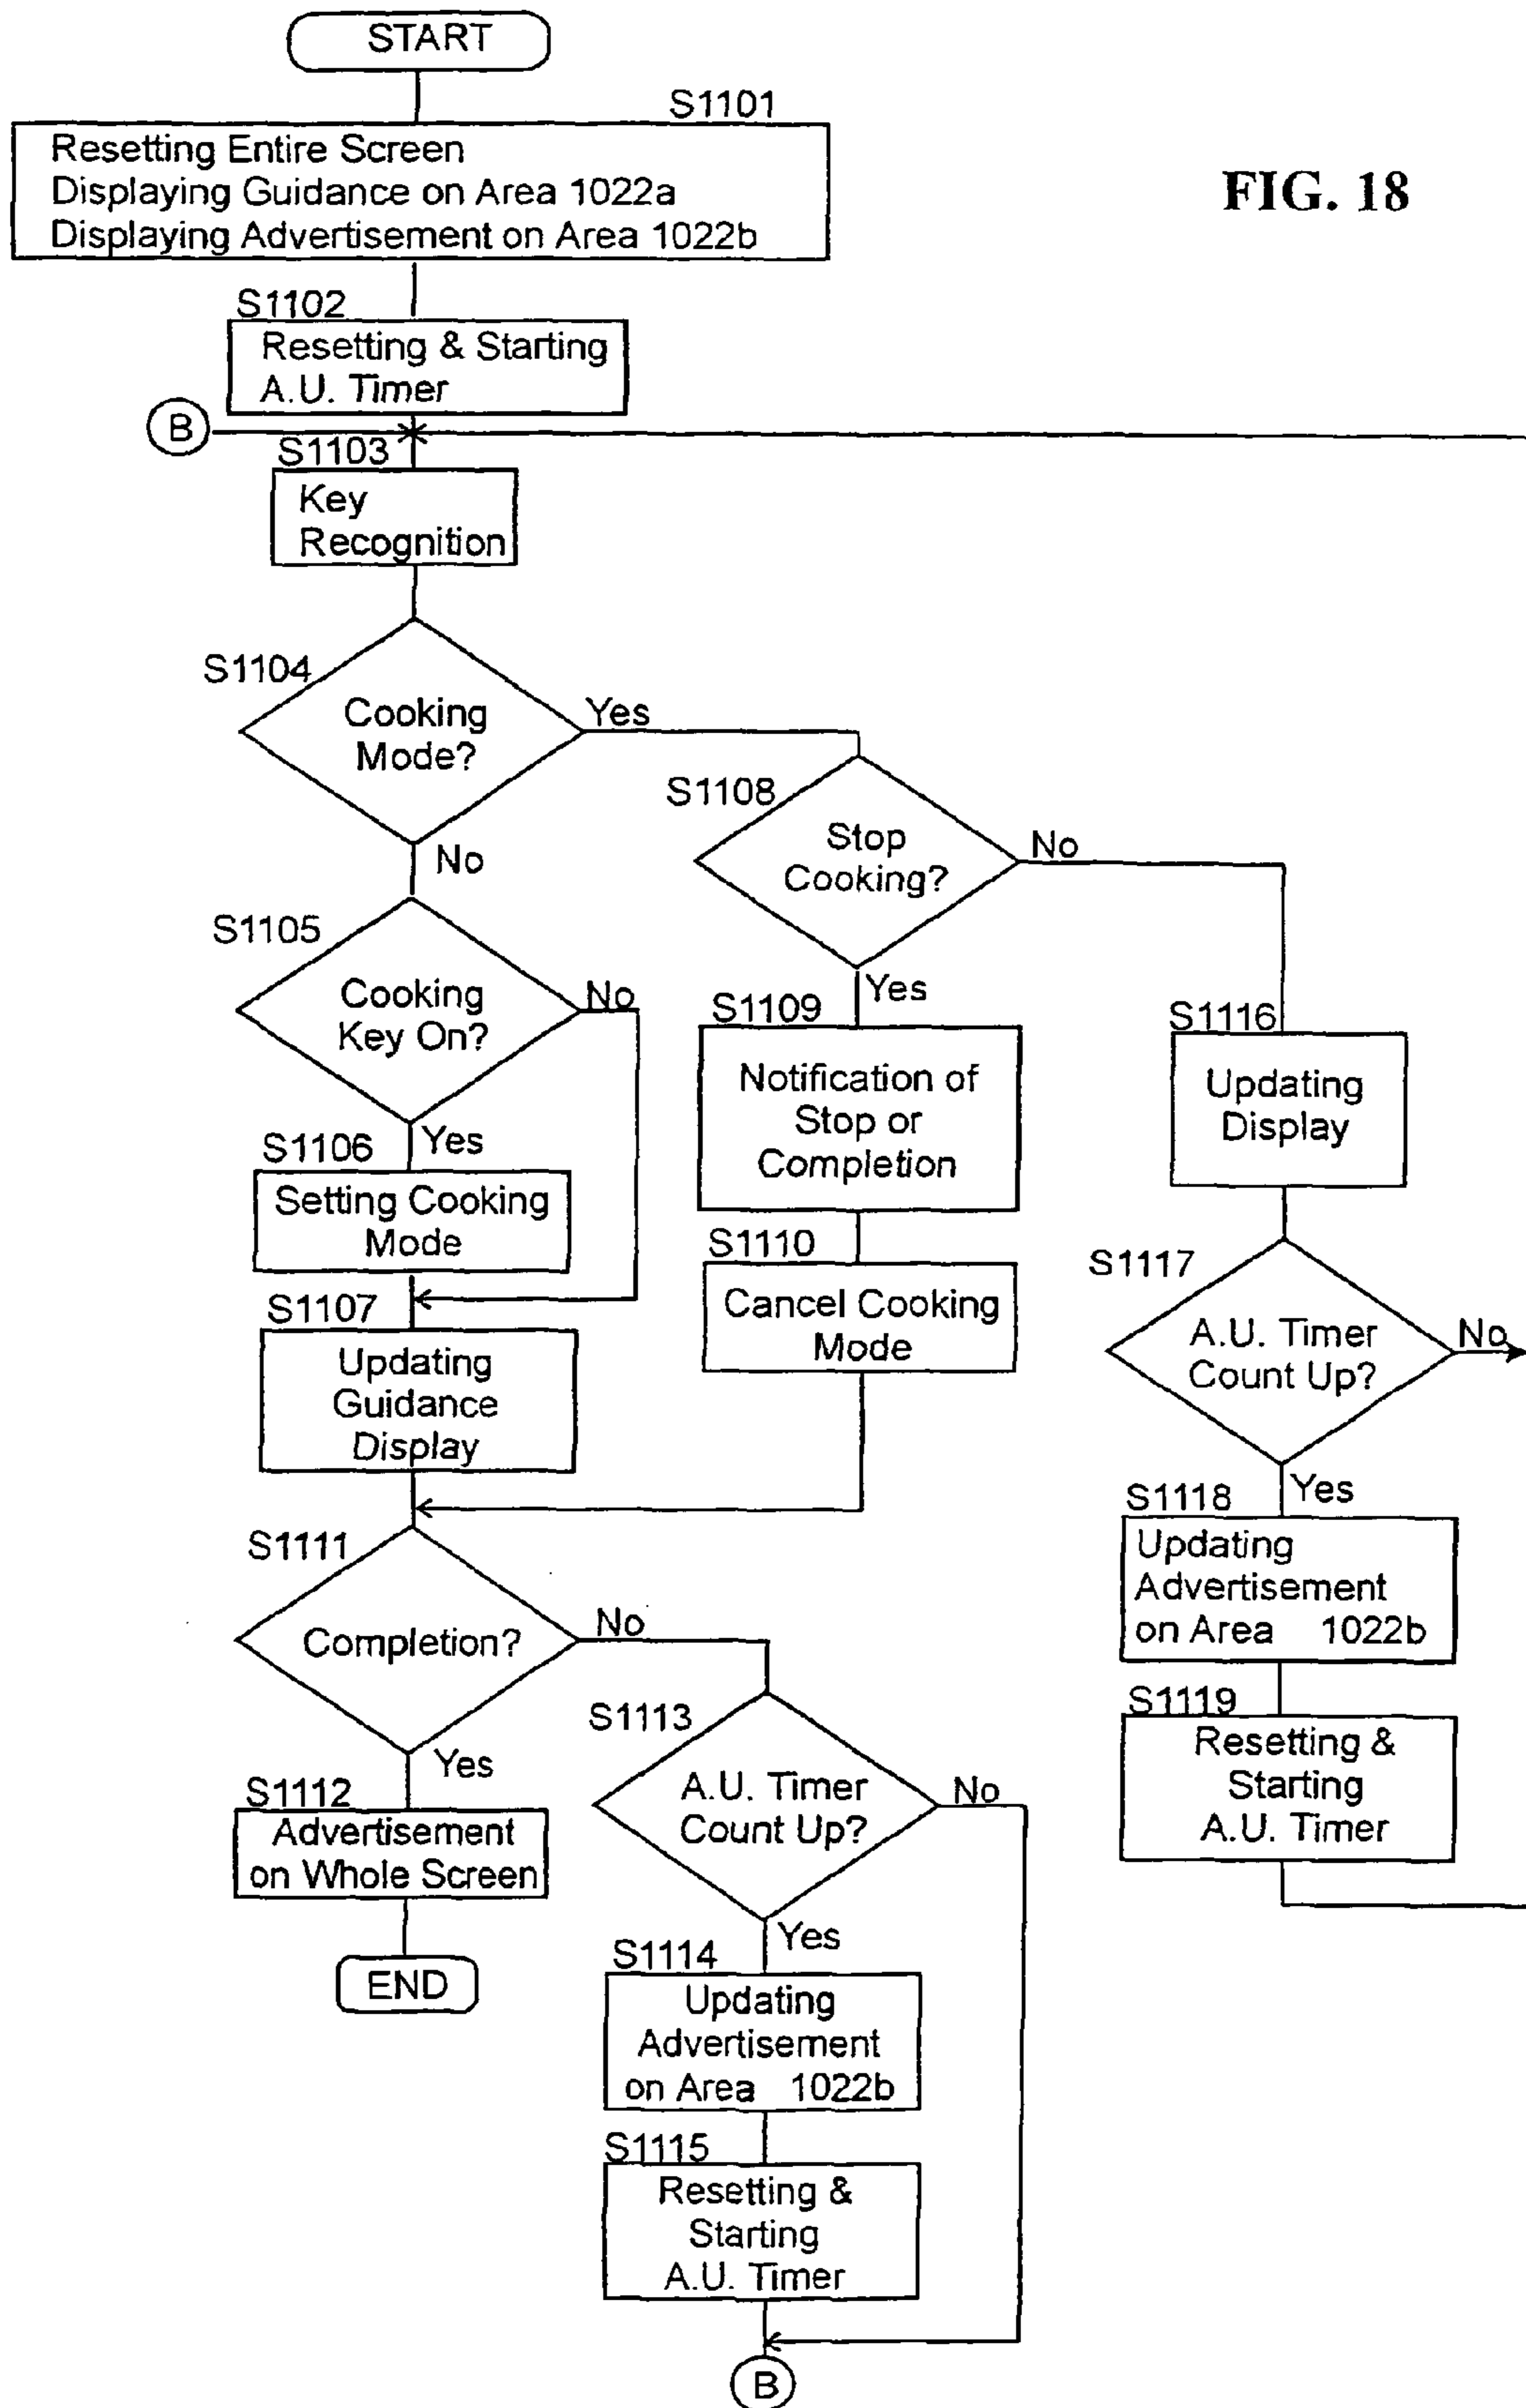 START
S1101
Resetting Entire Screen
Displaying Guidance on Area 1022a
Displaying Advertisement on Area 1022b
FIG. 18
S1102
Resetting & Starting
A.U. Timer
B
S1103
Key
Recognition
S1104
Cooking
Mode?
Yes
No
S1108
Stop
Cooking?
No
Yes
S1105
Cooking
Key On?
No
Yes
S1106
Setting Cooking
Mode
S1107
Updating
Guidance
Display
S1109
Notification of
Stop or
Completion
S1110
Cancel Cooking
Mode
S1116
Updating
Display
S1117
A.U. Timer
Count Up?
No
Yes
S1118
Updating
Advertisement
on Area 1022b
S1119
Resetting &
Starting
A.U. Timer
S1111
Completion?
No
Yes
S1112
Advertisement
on Whole Screen
END
S1113
A.U. Timer
Count Up?
No
Yes
S1114
Updating
Advertisement
on Area 1022b
S1115
Resetting &
Starting
A.U. Timer
B